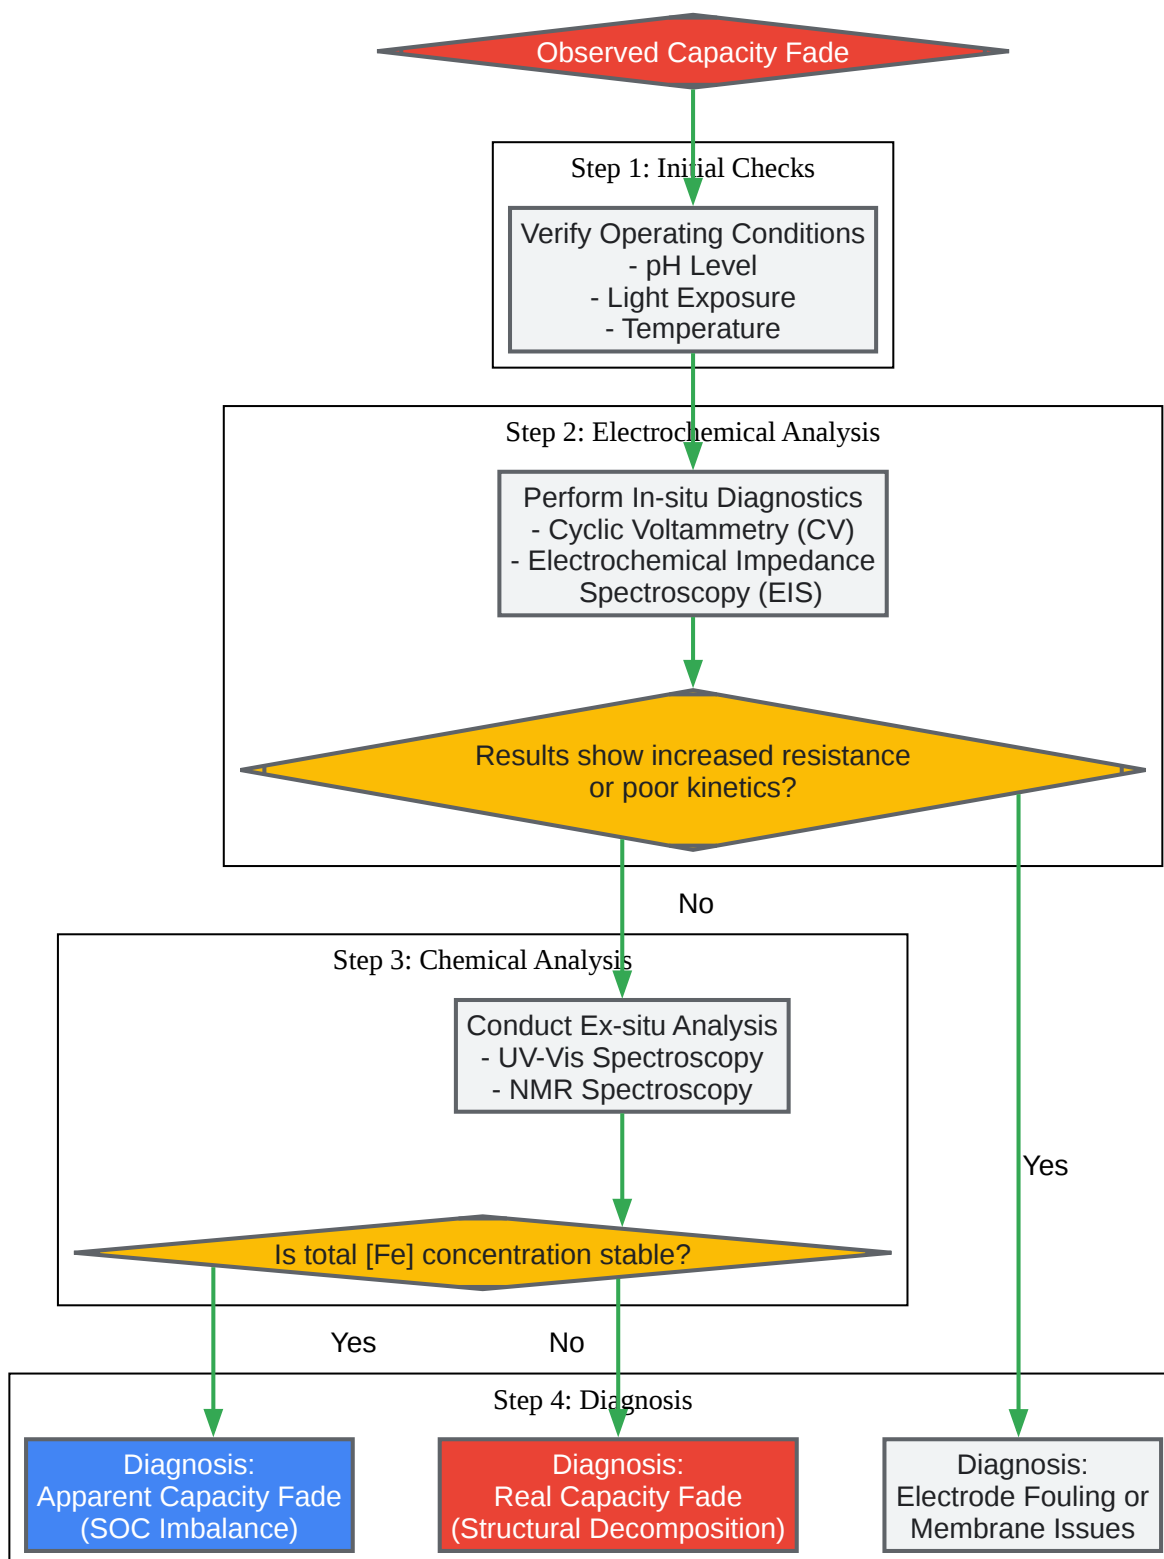 Observed Capacity Fade
Step 1: Initial Checks
Verify Operating Conditions
- pH Level
- Light Exposure
- Temperature
Step 2: Electrochemical Analysis
Perform In-situ Diagnostics
- Cyclic Voltammetry (CV)
- Electrochemical Impedance
Spectroscopy (EIS)
Results show increased resistance
or poor kinetics?
No
Step 3: Chemical Analysis
Conduct Ex-situ Analysis
- UV-Vis Spectroscopy
- NMR Spectroscopy
Yes
Is total [Fe] concentration stable?
Yes
No
Step 4: Diagnosis
Diagnosis:
Apparent Capacity Fade
(SOC Imbalance)
Diagnosis:
Real Capacity Fade
(Structural Decomposition)
Diagnosis:
Electrode Fouling or
Membrane Issues